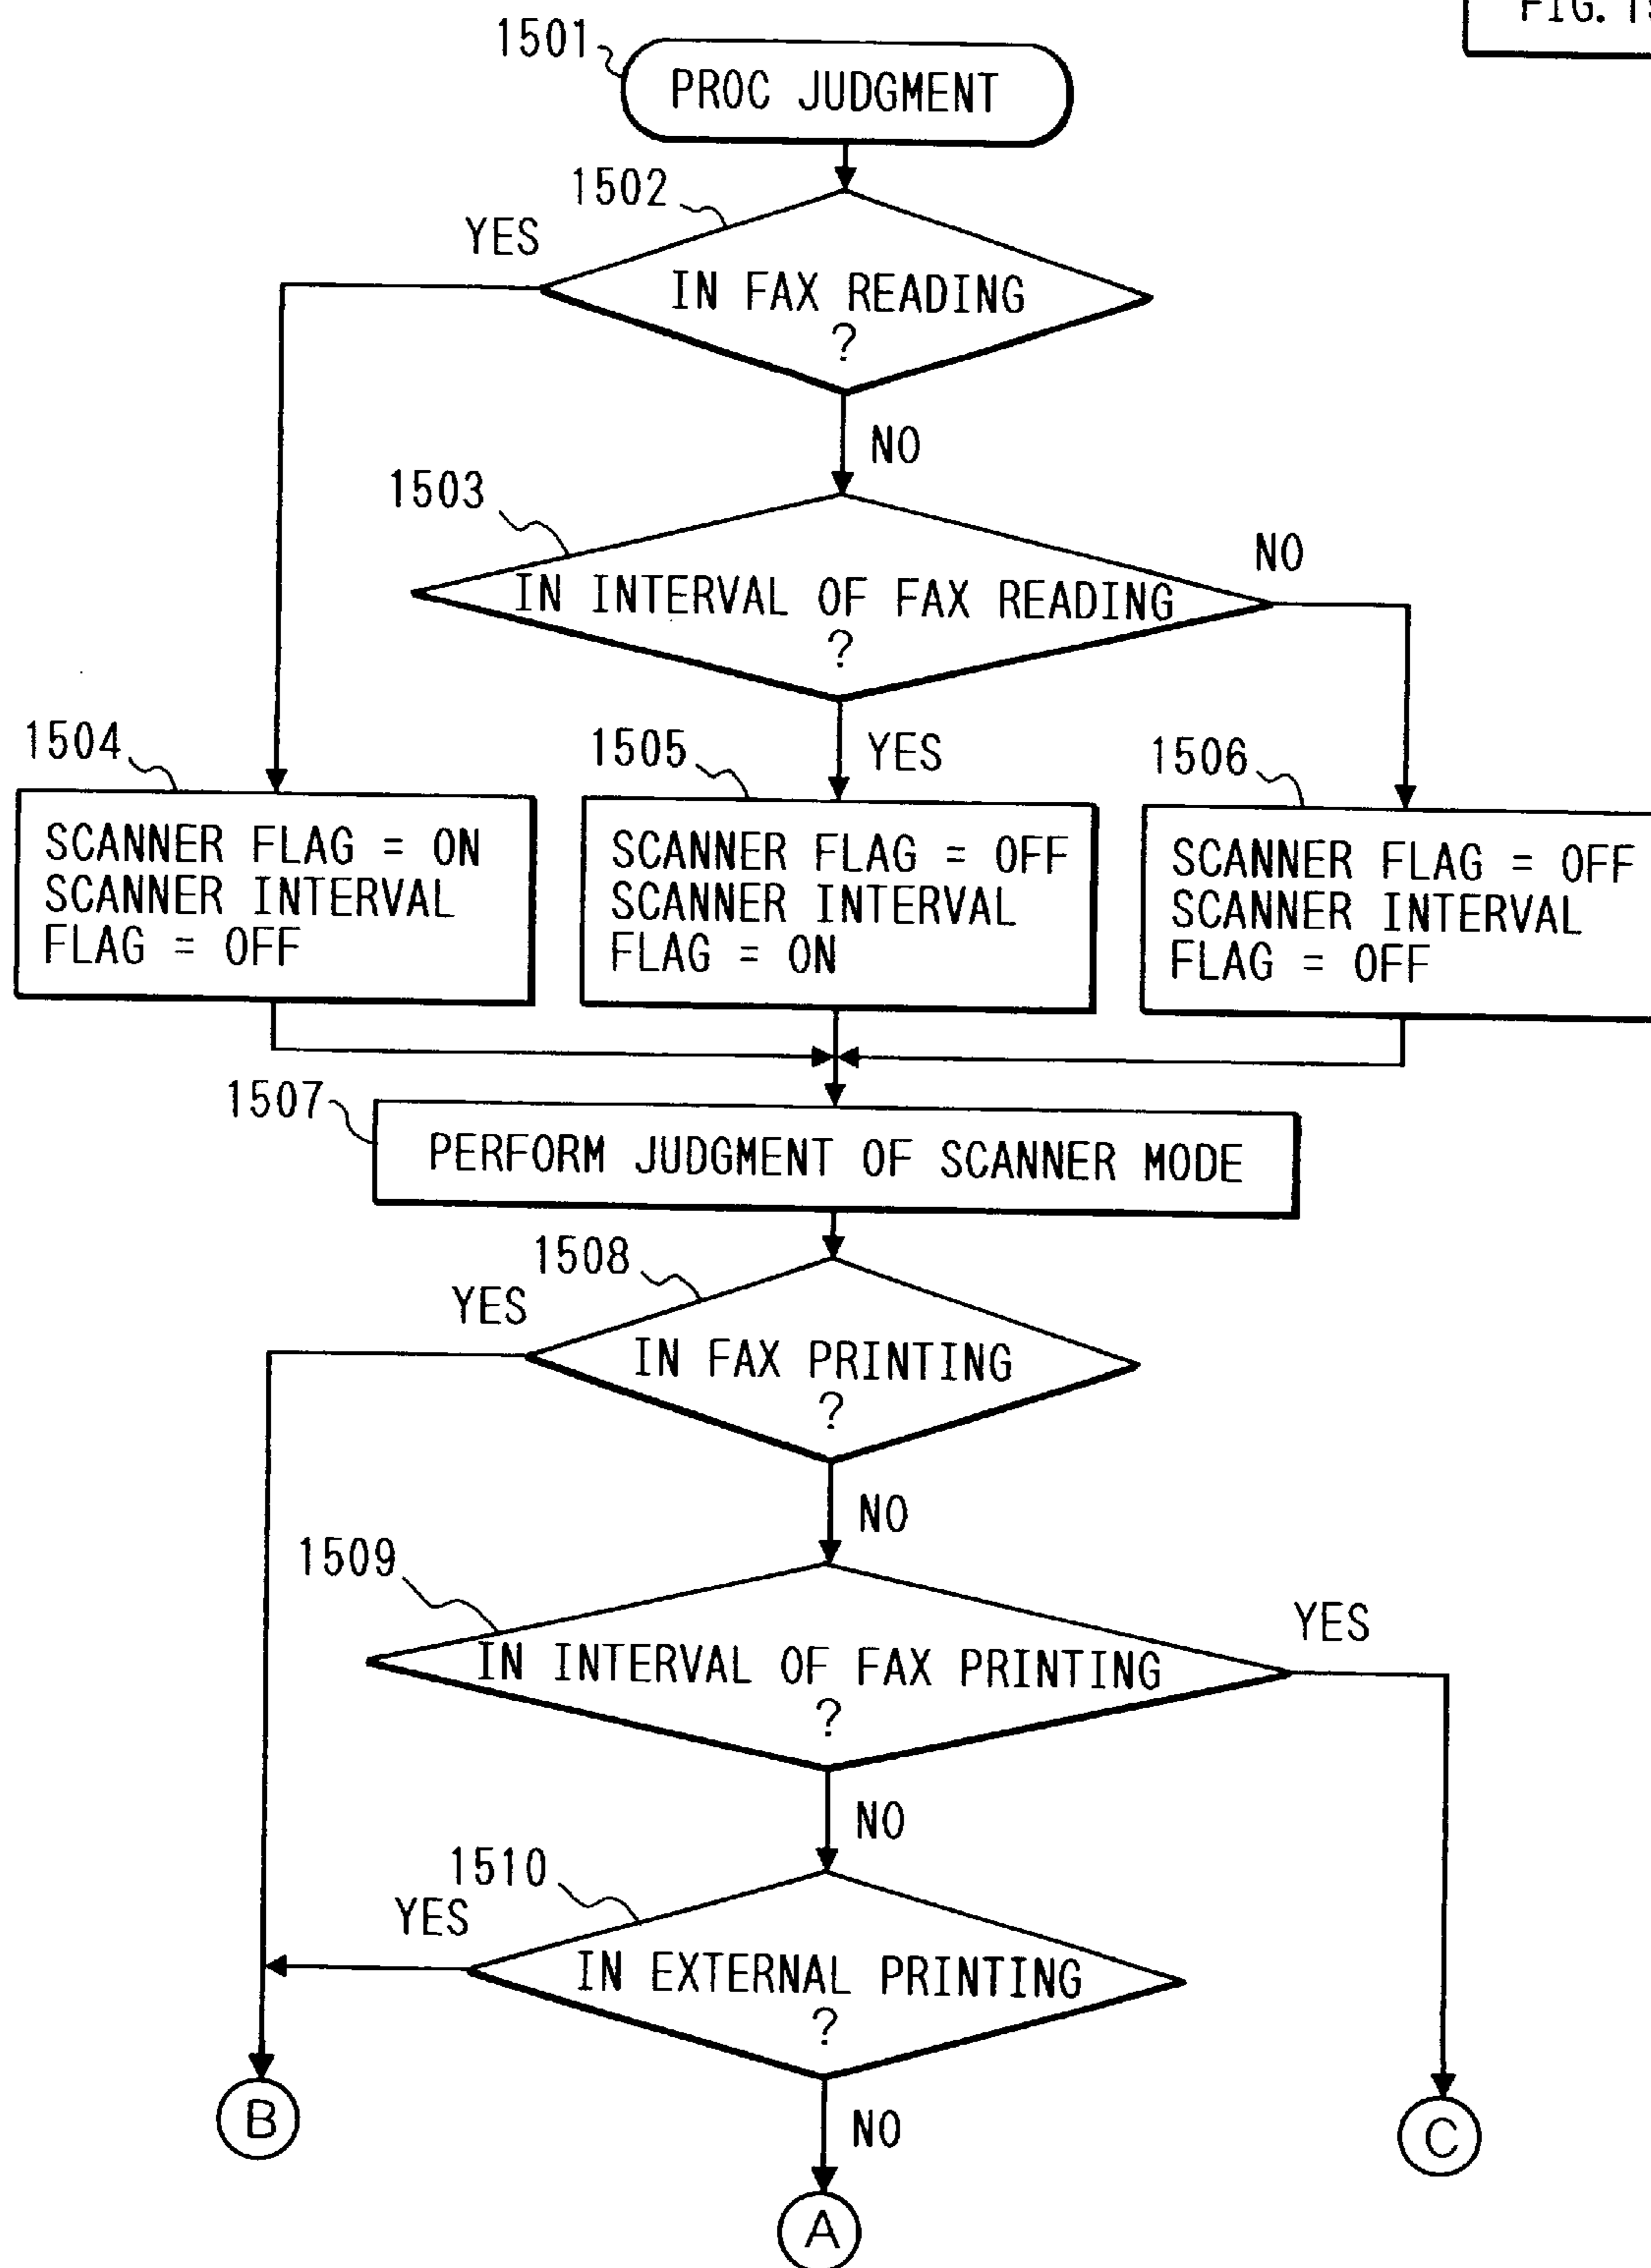 FIG. 15
1501
PROC JUDGMENT
1502
YES
IN FAX READING
?
NO
1503
NO
IN INTERVAL OF FAX READING
?
1504
1505
YES
1506
SCANNER FLAG = ON
SCANNER INTERVAL
FLAG = OFF
SCANNER FLAG = OFF
SCANNER INTERVAL
FLAG = ON
SCANNER FLAG = OFF
SCANNER INTERVAL
FLAG = OFF
1507
PERFORM JUDGMENT OF SCANNER MODE
1508
YES
IN FAX PRINTING
?
NO
1509
YES
IN INTERVAL OF FAX PRINTING
?
NO
1510
YES
IN EXTERNAL PRINTING
?
B
NO
C
A